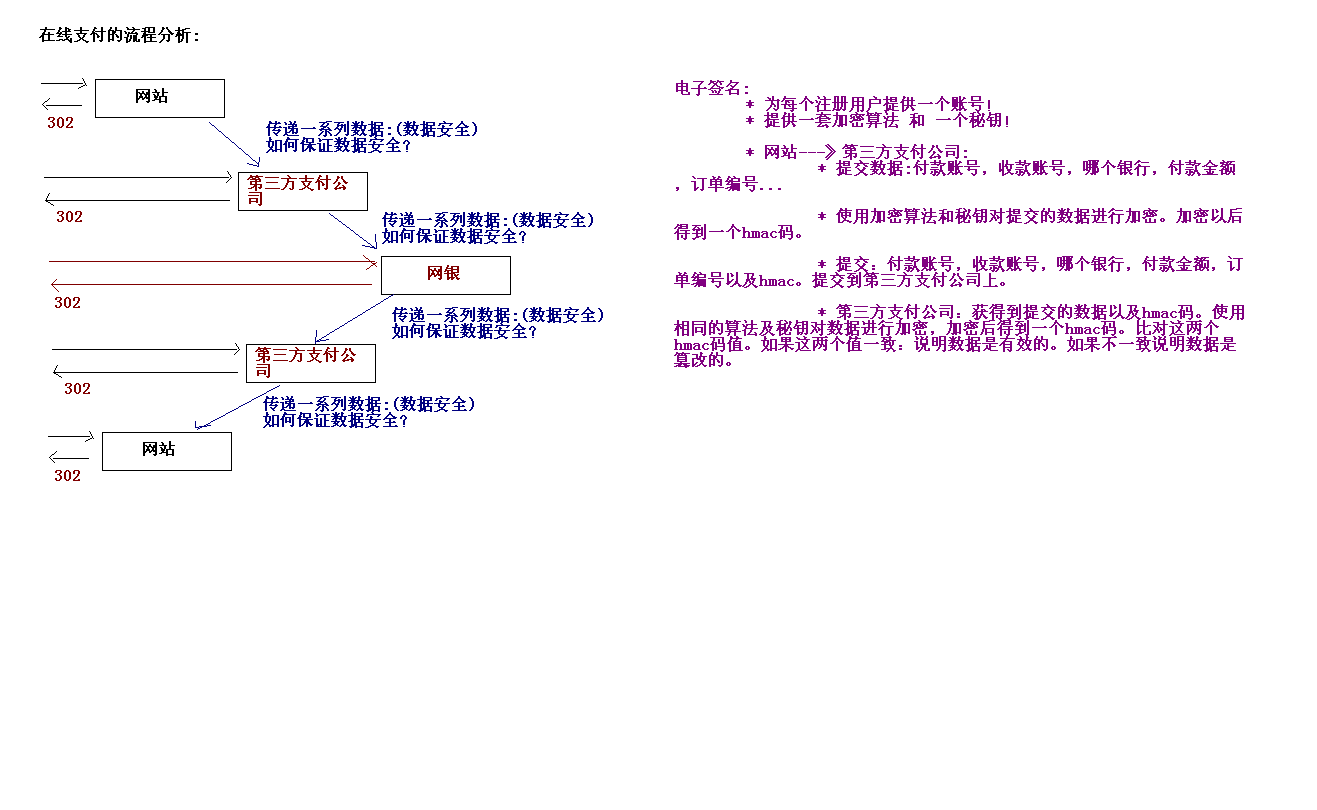 在线支付的流程分析:
网站
302
传递一系列数据:(数据安全)
如何保证数据安全?
第三方支付公
司
302
传递一系列数据:(数据安全)
如何保证数据安全?
网银
302
传递一系列数据:(数据安全)
如何保证数据安全?
第三方支付公
司
302
传递一系列数据:(数据安全)
如何保证数据安全?
网站
302
电子签名:
* 为每个注册用户提供一个账号!
* 提供一套加密算法 和 一个秘钥!
* 网站---》第三方支付公司:
* 提交数据:付款账号，收款账号，哪个银行，付款金额
，订单编号...
* 使用加密算法和秘钥对提交的数据进行加密。加密以后
得到一个hmac码。
* 提交：付款账号，收款账号，哪个银行，付款金额，订
单编号以及hmac。提交到第三方支付公司上。
* 第三方支付公司：获得到提交的数据以及hmac码。使用
相同的算法及秘钥对数据进行加密，加密后得到一个hmac码。比对这两个
hmac码值。如果这两个值一致：说明数据是有效的。如果不一致说明数据是
篡改的。